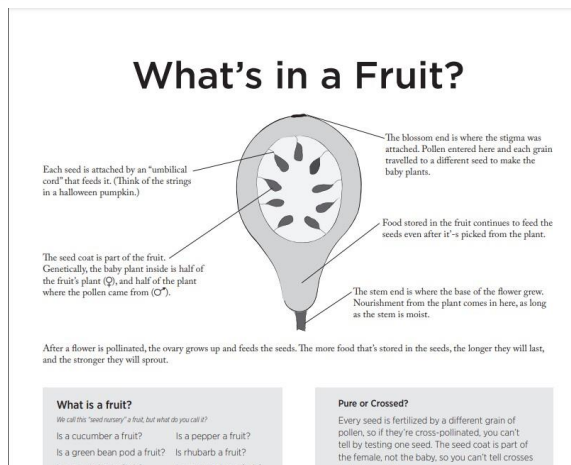 What's in a Fruit?
The blossom end is where the stigma was
attached. Pollen entered here and each grain
travelled to a different seed to make the
baby plants.
Each seed is attached by an "umbilical
cord" that feeds it. (Think of the strings
in a halloween pumpkin.)
Food stored in the fruit continues to feed the
seeds even after it'-s picked from the plant.
The seed coat is part of the fruit.
Genetically, the baby plant inside is half of
the fruit's plant (♀), and half of the plant
where the pollen came from (♂).
The stem end is where the base of the flower grew.
Nourishment from the plant comes in here, as long
as the stem is moist.
After a flower is pollinated, the ovary grows up and feeds the seeds. The more food that's stored in the seeds, the longer they will last,
and the stronger they will sprout.
What is a fruit?
We call this "seed nursery" a fruit, but what do you call it?
Is a cucumber a fruit? Is a pepper a fruit?
Is a green bean pod a fruit? Is rhubarb a fruit?
Pure or Crossed?
Every seed is fertilized by a different grain of
pollen, so if they're cross-pollinated, you can't
tell by testing one seed. The seed coat is part of
the female, not the baby, so you can't tell crosses